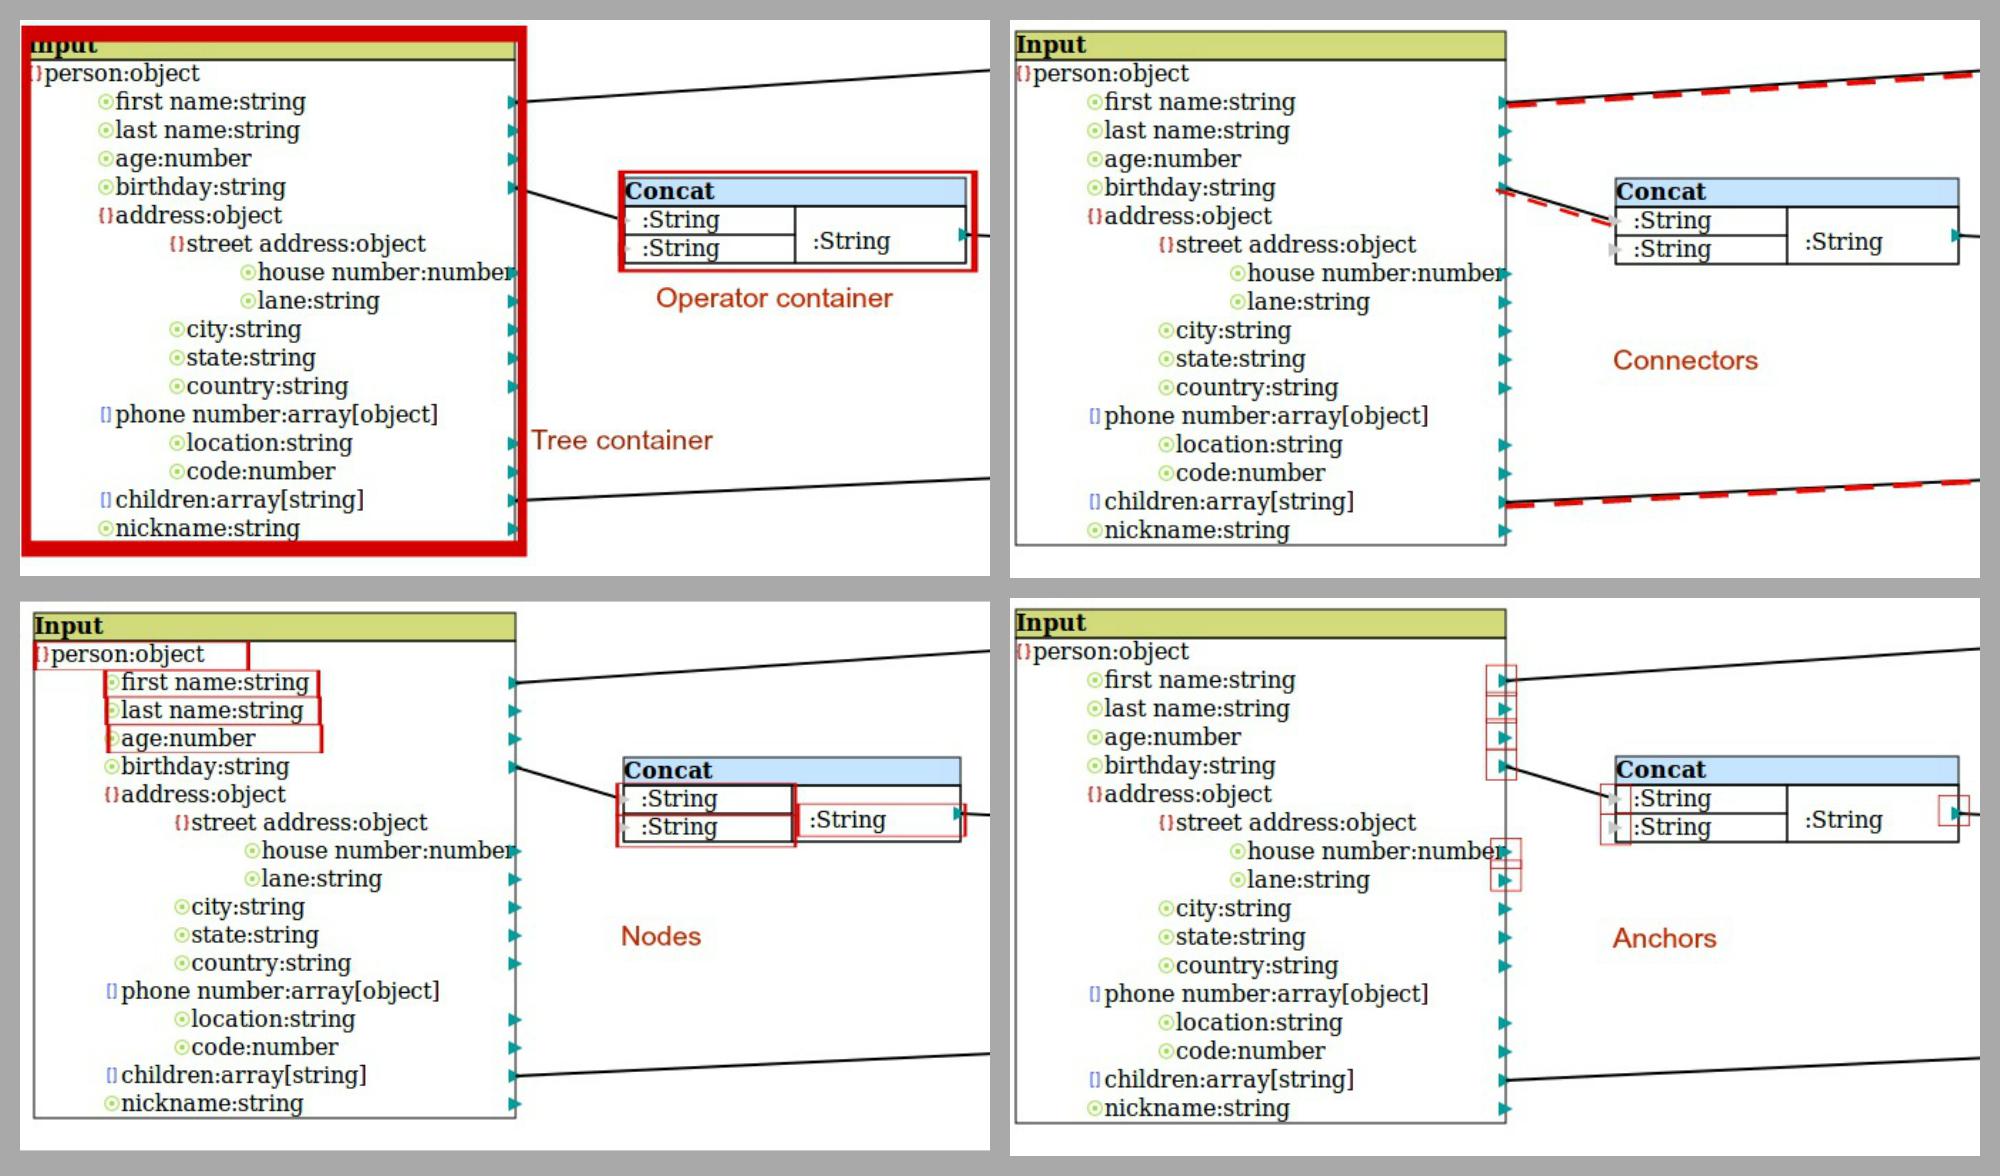 Input
{}person:object
first name:string
last name:string
age:number
birthday:string
{}address:object
{}street address:object
house number:number
lane:string
city:string
state:string
country:string
[]phone number:array[object]
location:string
code:number
[]children:array[string]
nickname:string
Concat
:String
:String
:String
Operator container
Tree container
Input
{}person:object
first name:string
last name:string
age:number
birthday:string
{}address:object
{}street address:object
house number:number
lane:string
city:string
state:string
country:string
[]phone number:array[object]
location:string
code:number
[]children:array[string]
nickname:string
Concat
:String
:String
:String
Connectors
Input
{}person:object
first name:string
last name:string
age:number
birthday:string
{}address:object
{}street address:object
house number:number
lane:string
city:string
state:string
country:string
[]phone number:array[object]
location:string
code:number
[]children:array[string]
nickname:string
Concat
:String
:String
:String
Nodes
Input
{}person:object
first name:string
last name:string
age:number
birthday:string
{}address:object
{}street address:object
house number:number
lane:string
city:string
state:string
country:string
[]phone number:array[object]
location:string
code:number
[]children:array[string]
nickname:string
Concat
:String
:String
:String
Anchors